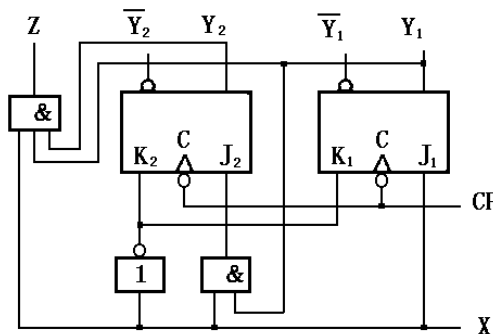 Z Y̅₂ Y₂ Y̅₁ Y₁
&
C C
K₂ J₂ K₁ J₁
CP
1 &
X